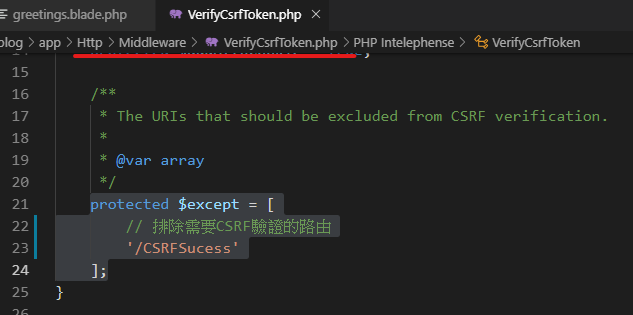 greetings.blade.php
VerifyCsrfToken.php ×
blog > app > Http > Middleware > VerifyCsrfToken.php > PHP Intelephense > VerifyCsrfToken
15
16 /**
17 * The URIs that should be excluded from CSRF verification.
18 *
19 * @var array
20 */
21 protected $except = [
22 // 排除需要CSRF驗證的路由
23 '/CSRFSucess'
24 ];
25 }
26